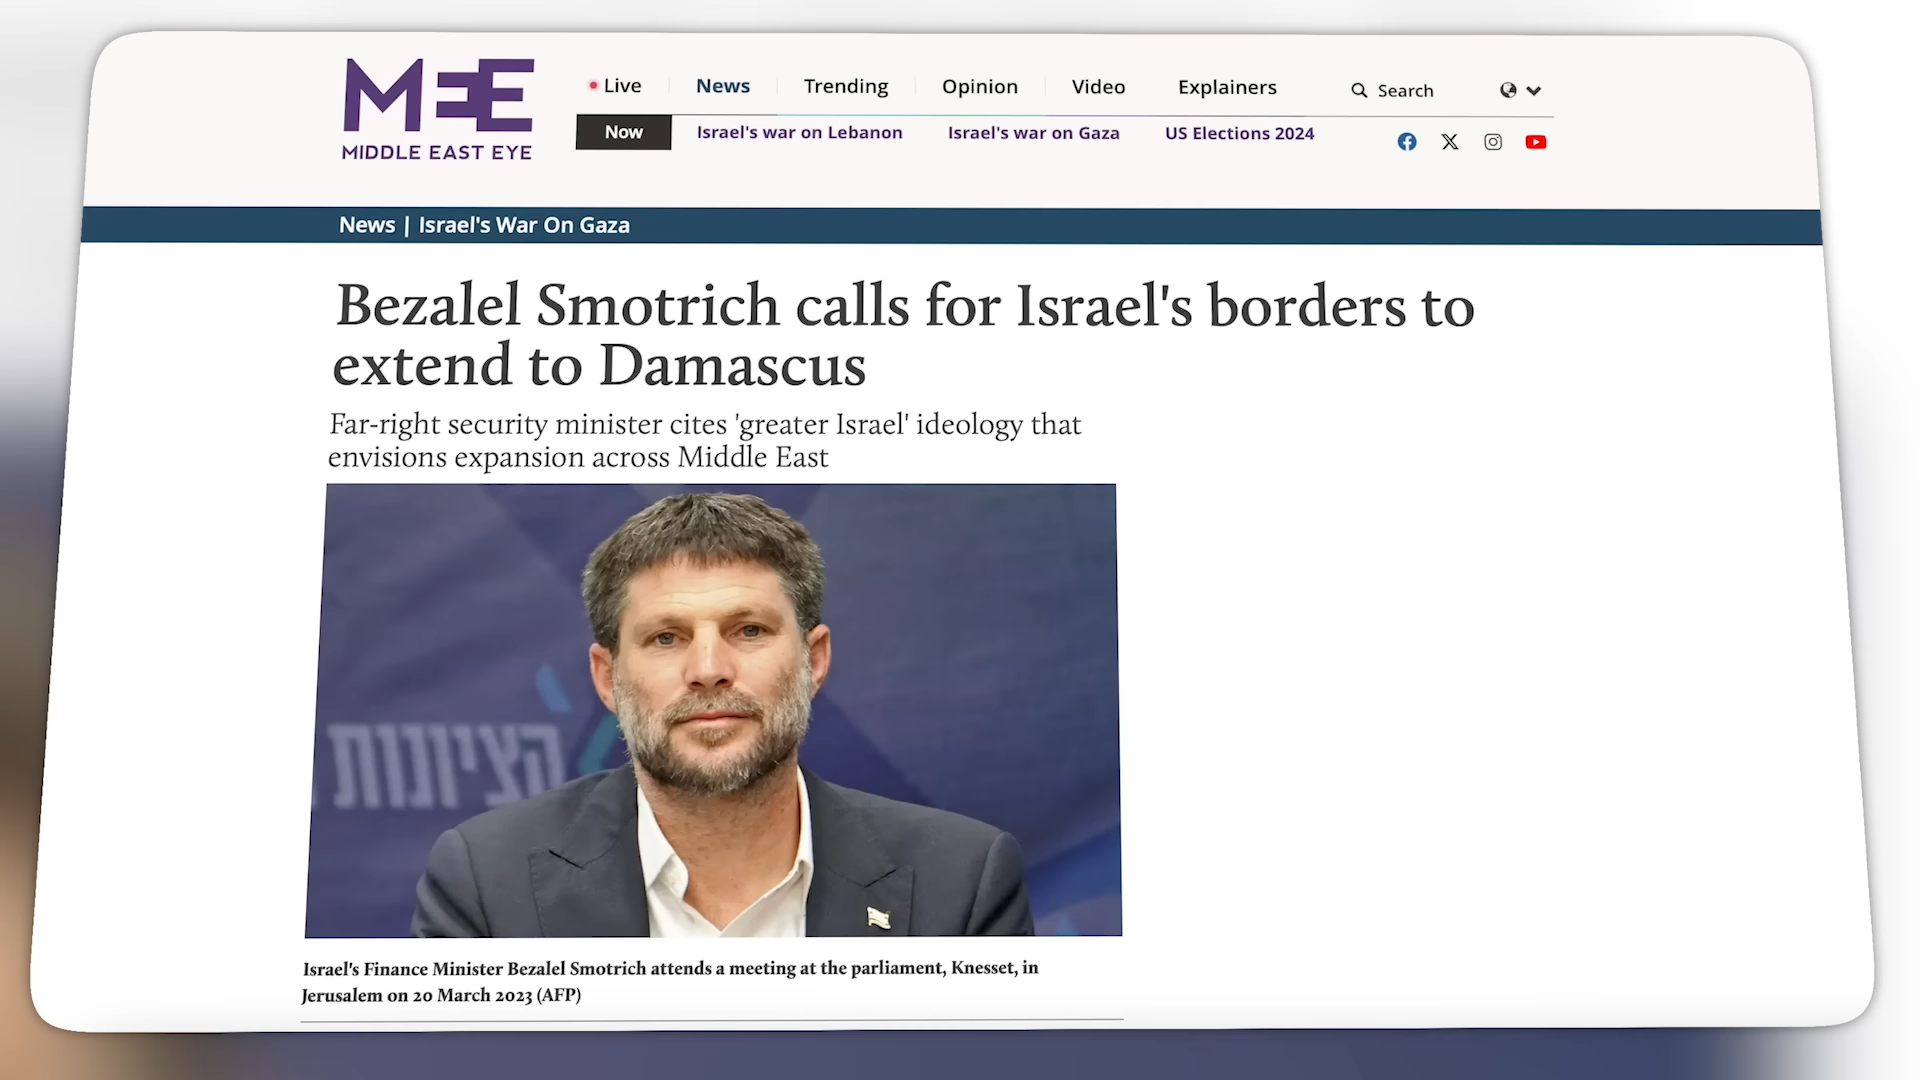 MEE
MIDDLE EAST EYE
Live
News
Trending
Opinion
Video
Explainers
Search
Now
Israel's war on Lebanon
Israel's war on Gaza
US Elections 2024
News | Israel's War On Gaza
Bezalel Smotrich calls for Israel's borders to
extend to Damascus
Far-right security minister cites 'greater Israel' ideology that
envisions expansion across Middle East
הציונות
Israel's Finance Minister Bezalel Smotrich attends a meeting at the parliament, Knesset, in
Jerusalem on 20 March 2023 (AFP)